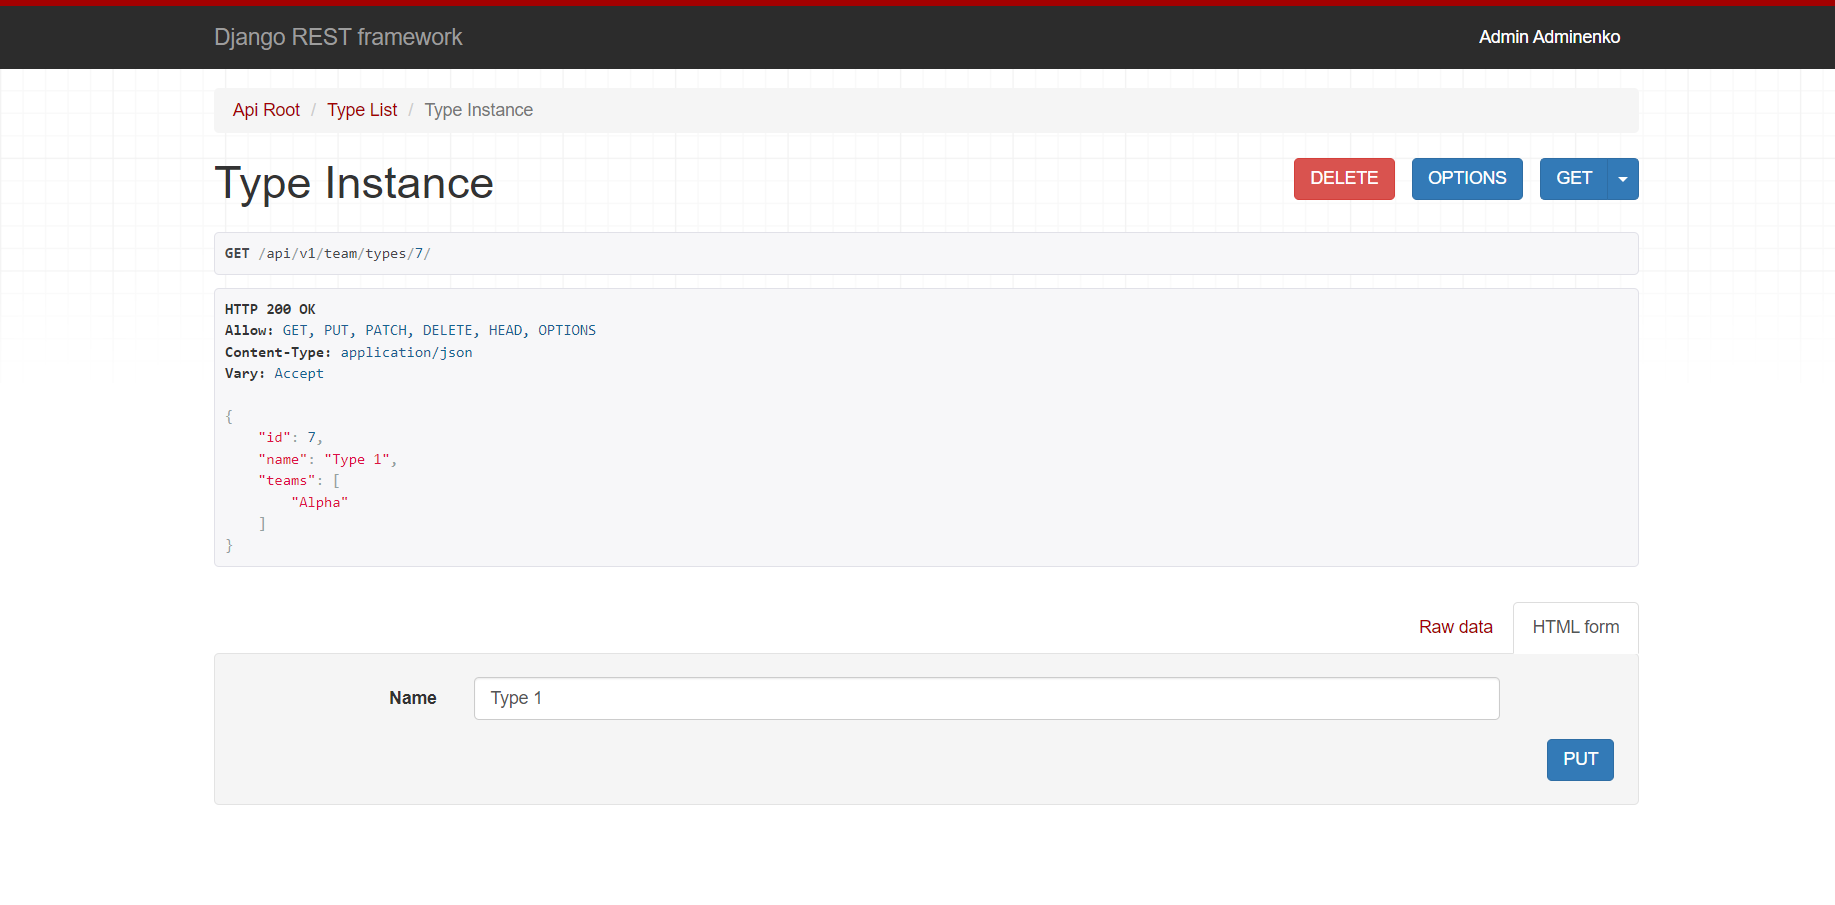 Django REST framework
Admin Adminenko
Api Root / Type List / Type Instance
Type Instance
DELETE
OPTIONS
GET
GET /api/v1/team/types/7/
HTTP 200 OK
Allow: GET, PUT, PATCH, DELETE, HEAD, OPTIONS
Content-Type: application/json
Vary: Accept
{
    "id": 7,
    "name": "Type 1",
    "teams": [
        "Alpha"
    ]
}
Raw data
HTML form
Name
Type 1
PUT